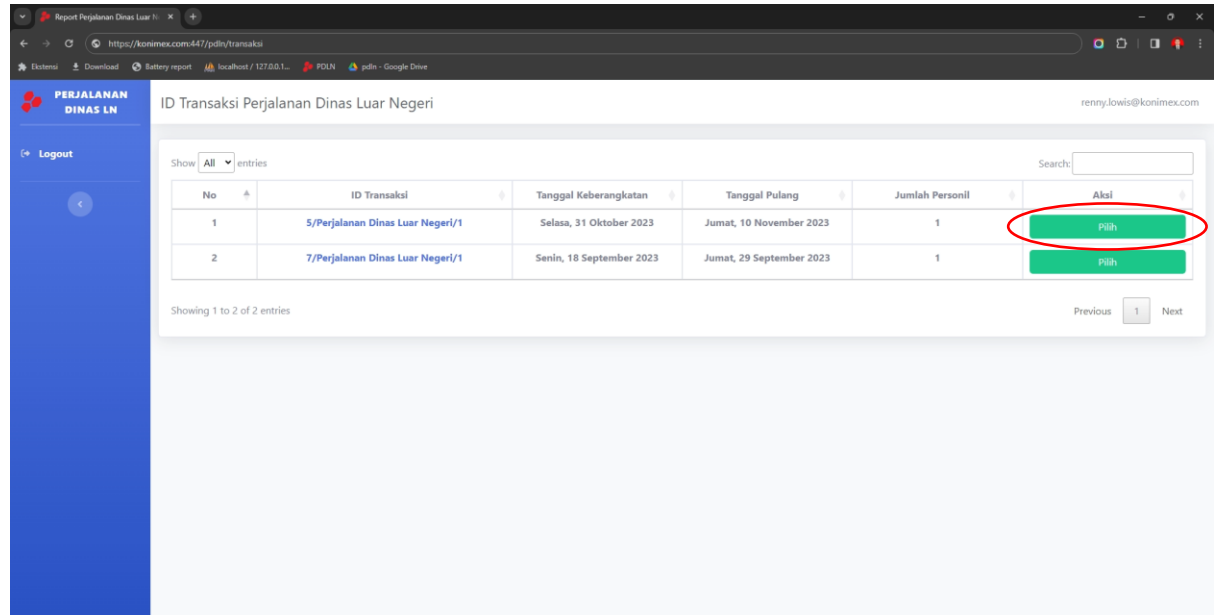 Report Perjalanan Dinas Luar N
https://konimex.com:447/pdln/transaksi
Ekstensi Download Battery report localhost / 127.0.0.1... PDLN pdln - Google Drive
PERJALANAN
DINAS LN
ID Transaksi Perjalanan Dinas Luar Negeri
renny.lowis@konimex.com
Logout
Show All entries
Search:
No ID Transaksi Tanggal Keberangkatan Tanggal Pulang Jumlah Personil Aksi
1 5/Perjalanan Dinas Luar Negeri/1 Selasa, 31 Oktober 2023 Jumat, 10 November 2023 1 Pilih
2 7/Perjalanan Dinas Luar Negeri/1 Senin, 18 September 2023 Jumat, 29 September 2023 1 Pilih
Showing 1 to 2 of 2 entries
Previous 1 Next